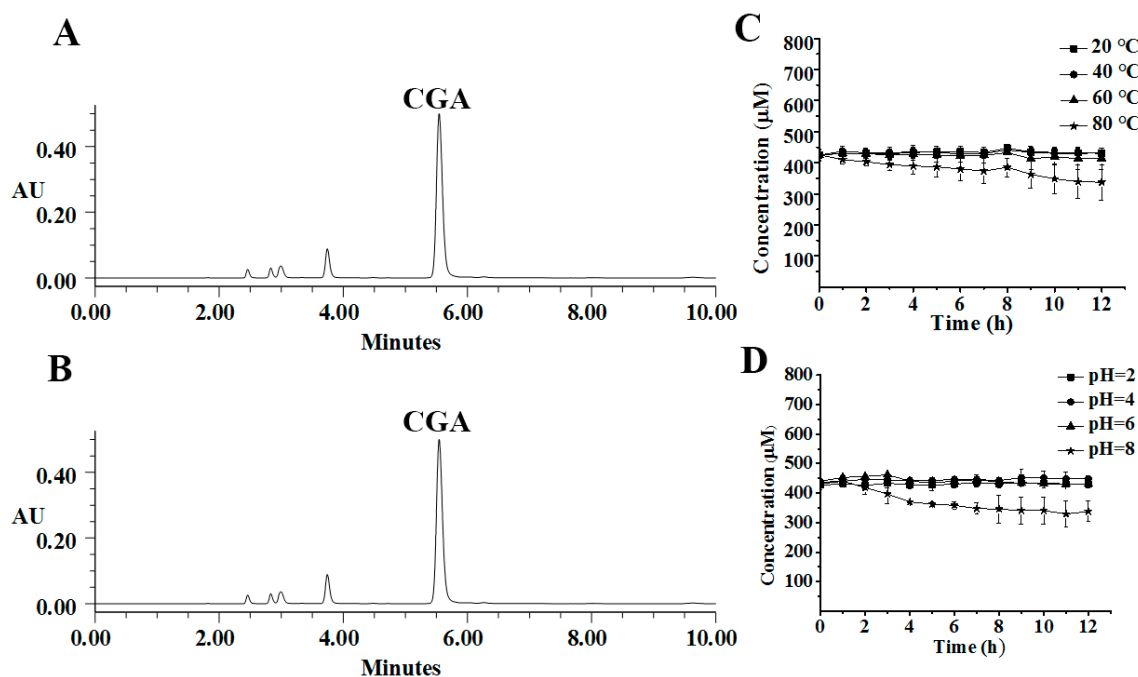 A
CGA
0.40
AU
0.20
0.00
0.00 2.00 4.00 6.00 8.00 10.00
Minutes
B
CGA
0.40
AU
0.20
0.00
0.00 2.00 4.00 6.00 8.00 10.00
Minutes
C
20 °C
40 °C
60 °C
80 °C
Concentration (μM)
800
700
600
500
400
300
200
100
0 2 4 6 8 10 12
Time (h)
D
pH=2
pH=4
pH=6
pH=8
Concentration (μM)
800
700
600
500
400
300
200
100
0 2 4 6 8 10 12
Time (h)